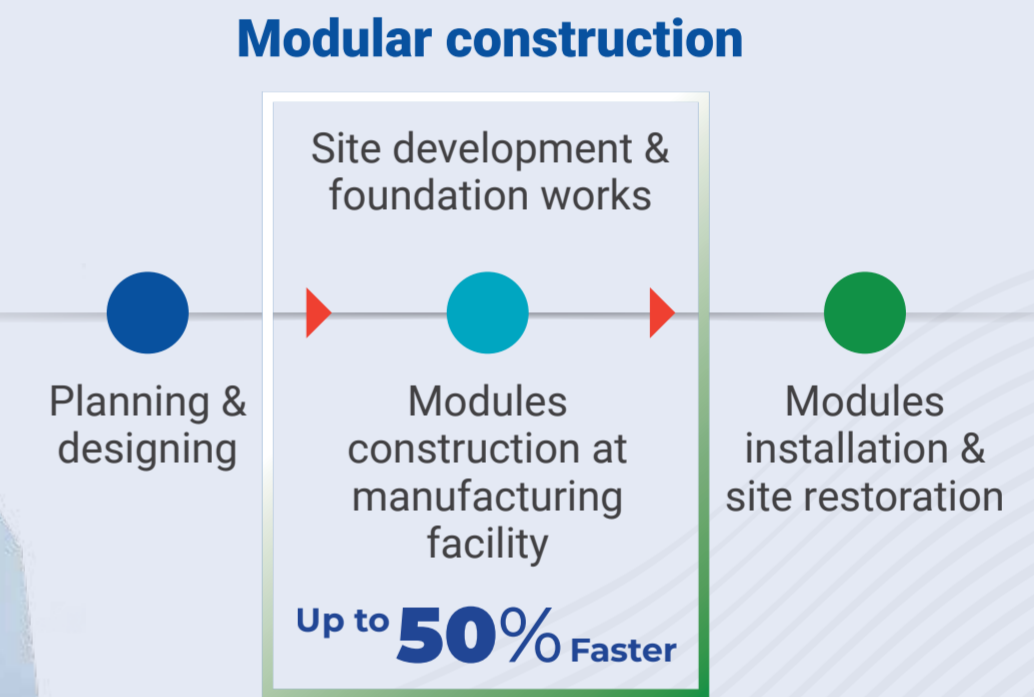 Modular construction
Site development &
foundation works
Planning &
designing
Modules
construction at
manufacturing
facility
Modules
installation &
site restoration
Up to 50% Faster